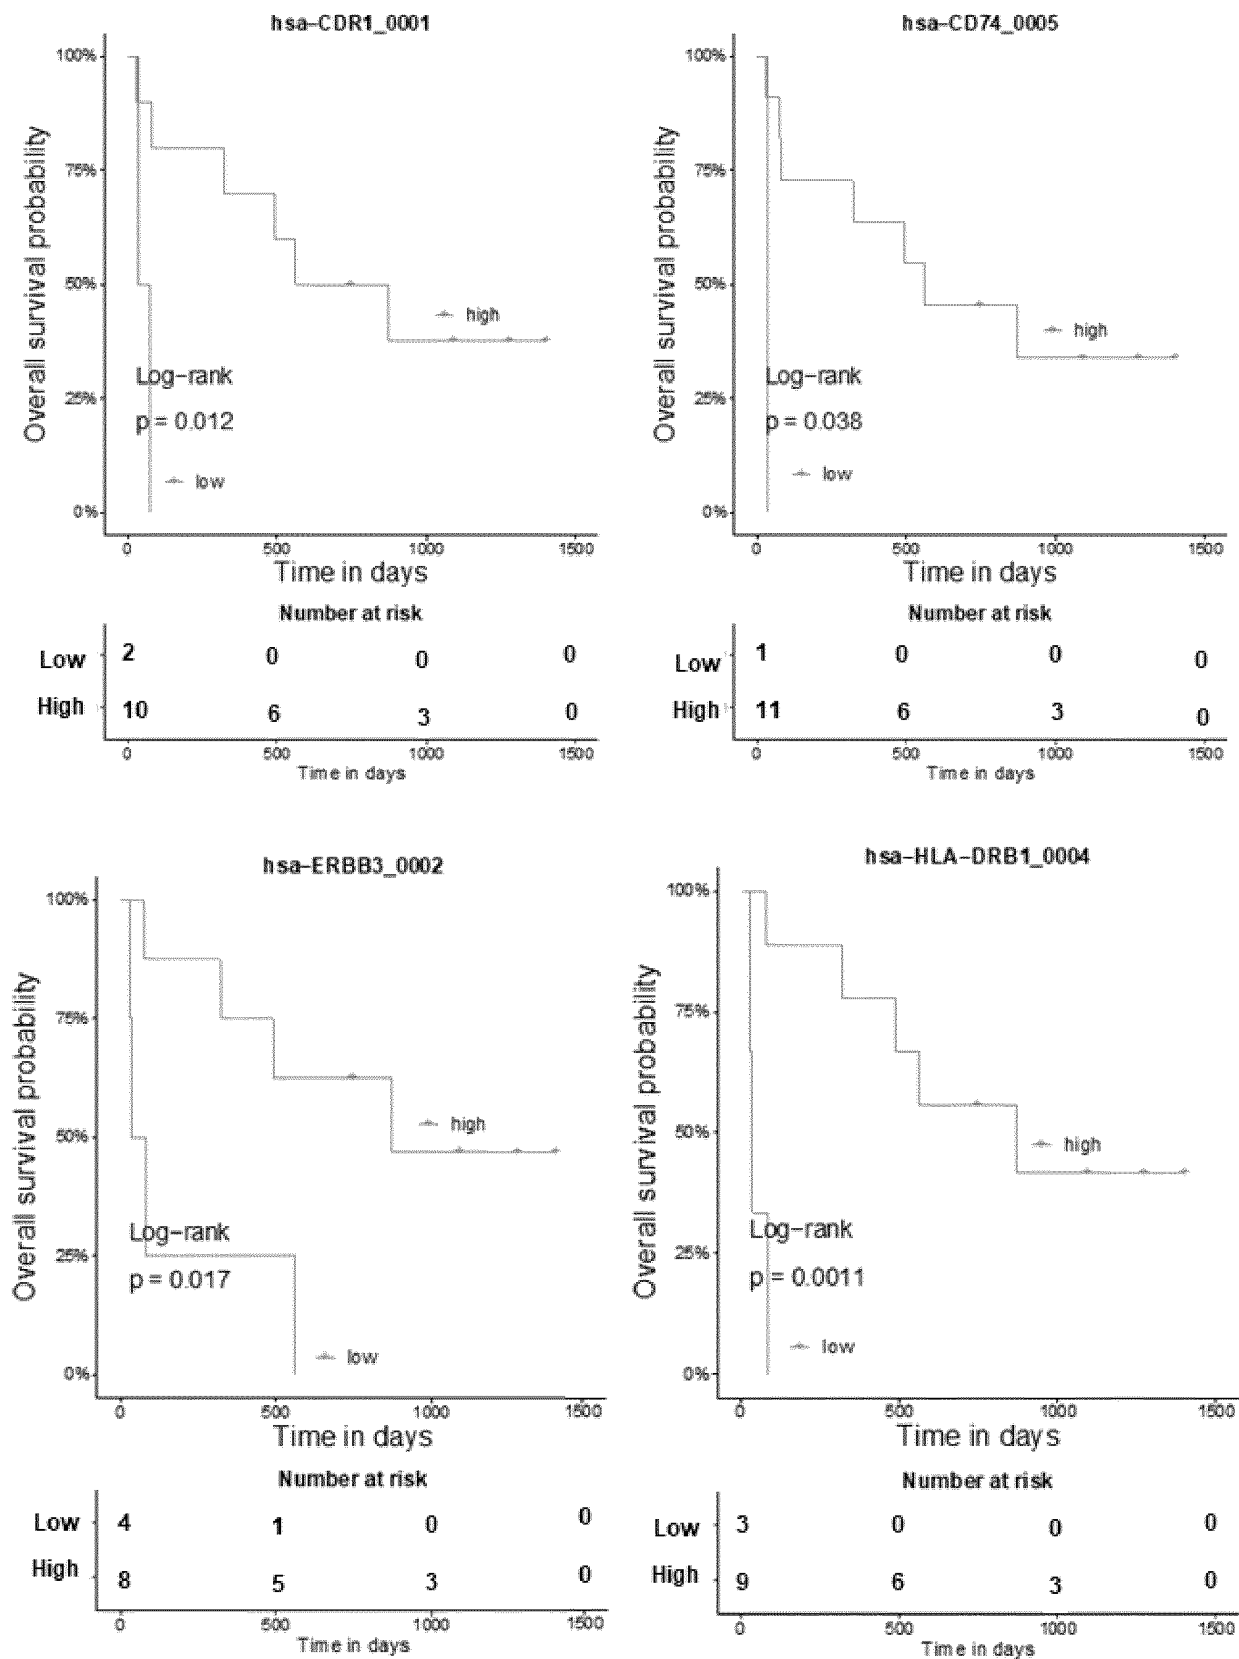 hsa-CDR1_0001
Overall survival probability
100%
75%
50%
25%
0%
high
Log-rank
p = 0.012
low
0 500 1000 1500
Time in days
Number at risk
Low 2 0 0 0
High 10 6 3 0
0 500 1000 1500
Time in days
hsa-CD74_0005
Overall survival probability
100%
75%
50%
25%
0%
high
Log-rank
p = 0.038
low
0 500 1000 1500
Time in days
Number at risk
Low 1 0 0 0
High 11 6 3 0
0 500 1000 1500
Time in days
hsa-ERBB3_0002
Overall survival probability
100%
75%
50%
25%
0%
high
Log-rank
p = 0.017
low
0 500 1000 1500
Time in days
Number at risk
Low 4 1 0 0
High 8 5 3 0
0 500 1000 1500
Time in days
hsa-HLA-DRB1_0004
Overall survival probability
100%
75%
50%
25%
0%
high
Log-rank
p = 0.0011
low
0 500 1000 1500
Time in days
Number at risk
Low 3 0 0 0
High 9 6 3 0
0 500 1000 1500
Time in days